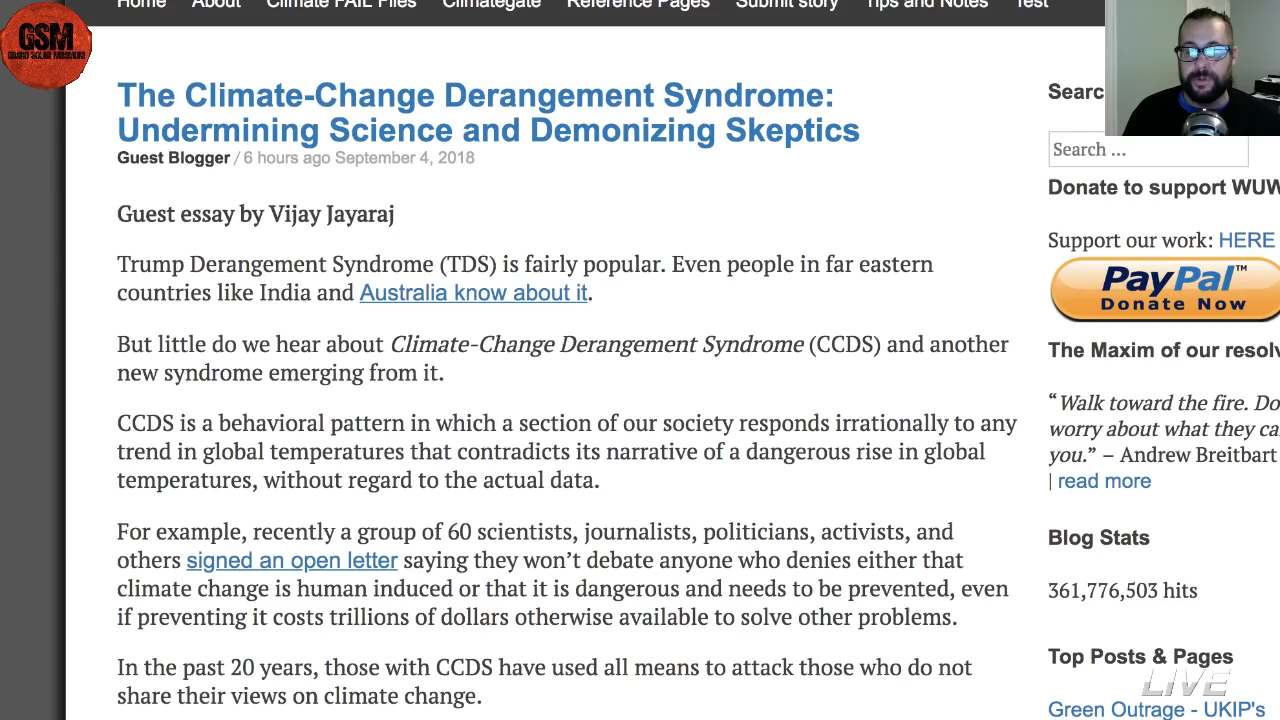 Home About Climate FAIL Files Climategate Reference Pages Submit story Tips and Notes Test
GSM
GRAND SOLAR MINIMUM
The Climate-Change Derangement Syndrome:
Undermining Science and Demonizing Skeptics
Guest Blogger / 6 hours ago September 4, 2018
Guest essay by Vijay Jayaraj
Trump Derangement Syndrome (TDS) is fairly popular. Even people in far eastern
countries like India and Australia know about it.
But little do we hear about Climate-Change Derangement Syndrome (CCDS) and another
new syndrome emerging from it.
CCDS is a behavioral pattern in which a section of our society responds irrationally to any
trend in global temperatures that contradicts its narrative of a dangerous rise in global
temperatures, without regard to the actual data.
For example, recently a group of 60 scientists, journalists, politicians, activists, and
others signed an open letter saying they won’t debate anyone who denies either that
climate change is human induced or that it is dangerous and needs to be prevented, even
if preventing it costs trillions of dollars otherwise available to solve other problems.
In the past 20 years, those with CCDS have used all means to attack those who do not
share their views on climate change.
Searc
Search ...
Donate to support WUW
Support our work: HERE
PayPal™
Donate Now
The Maxim of our resolv
“Walk toward the fire. Do
worry about what they ca
you.” – Andrew Breitbart
| read more
Blog Stats
361,776,503 hits
Top Posts & Pages
LIVE
Green Outrage - UKIP's